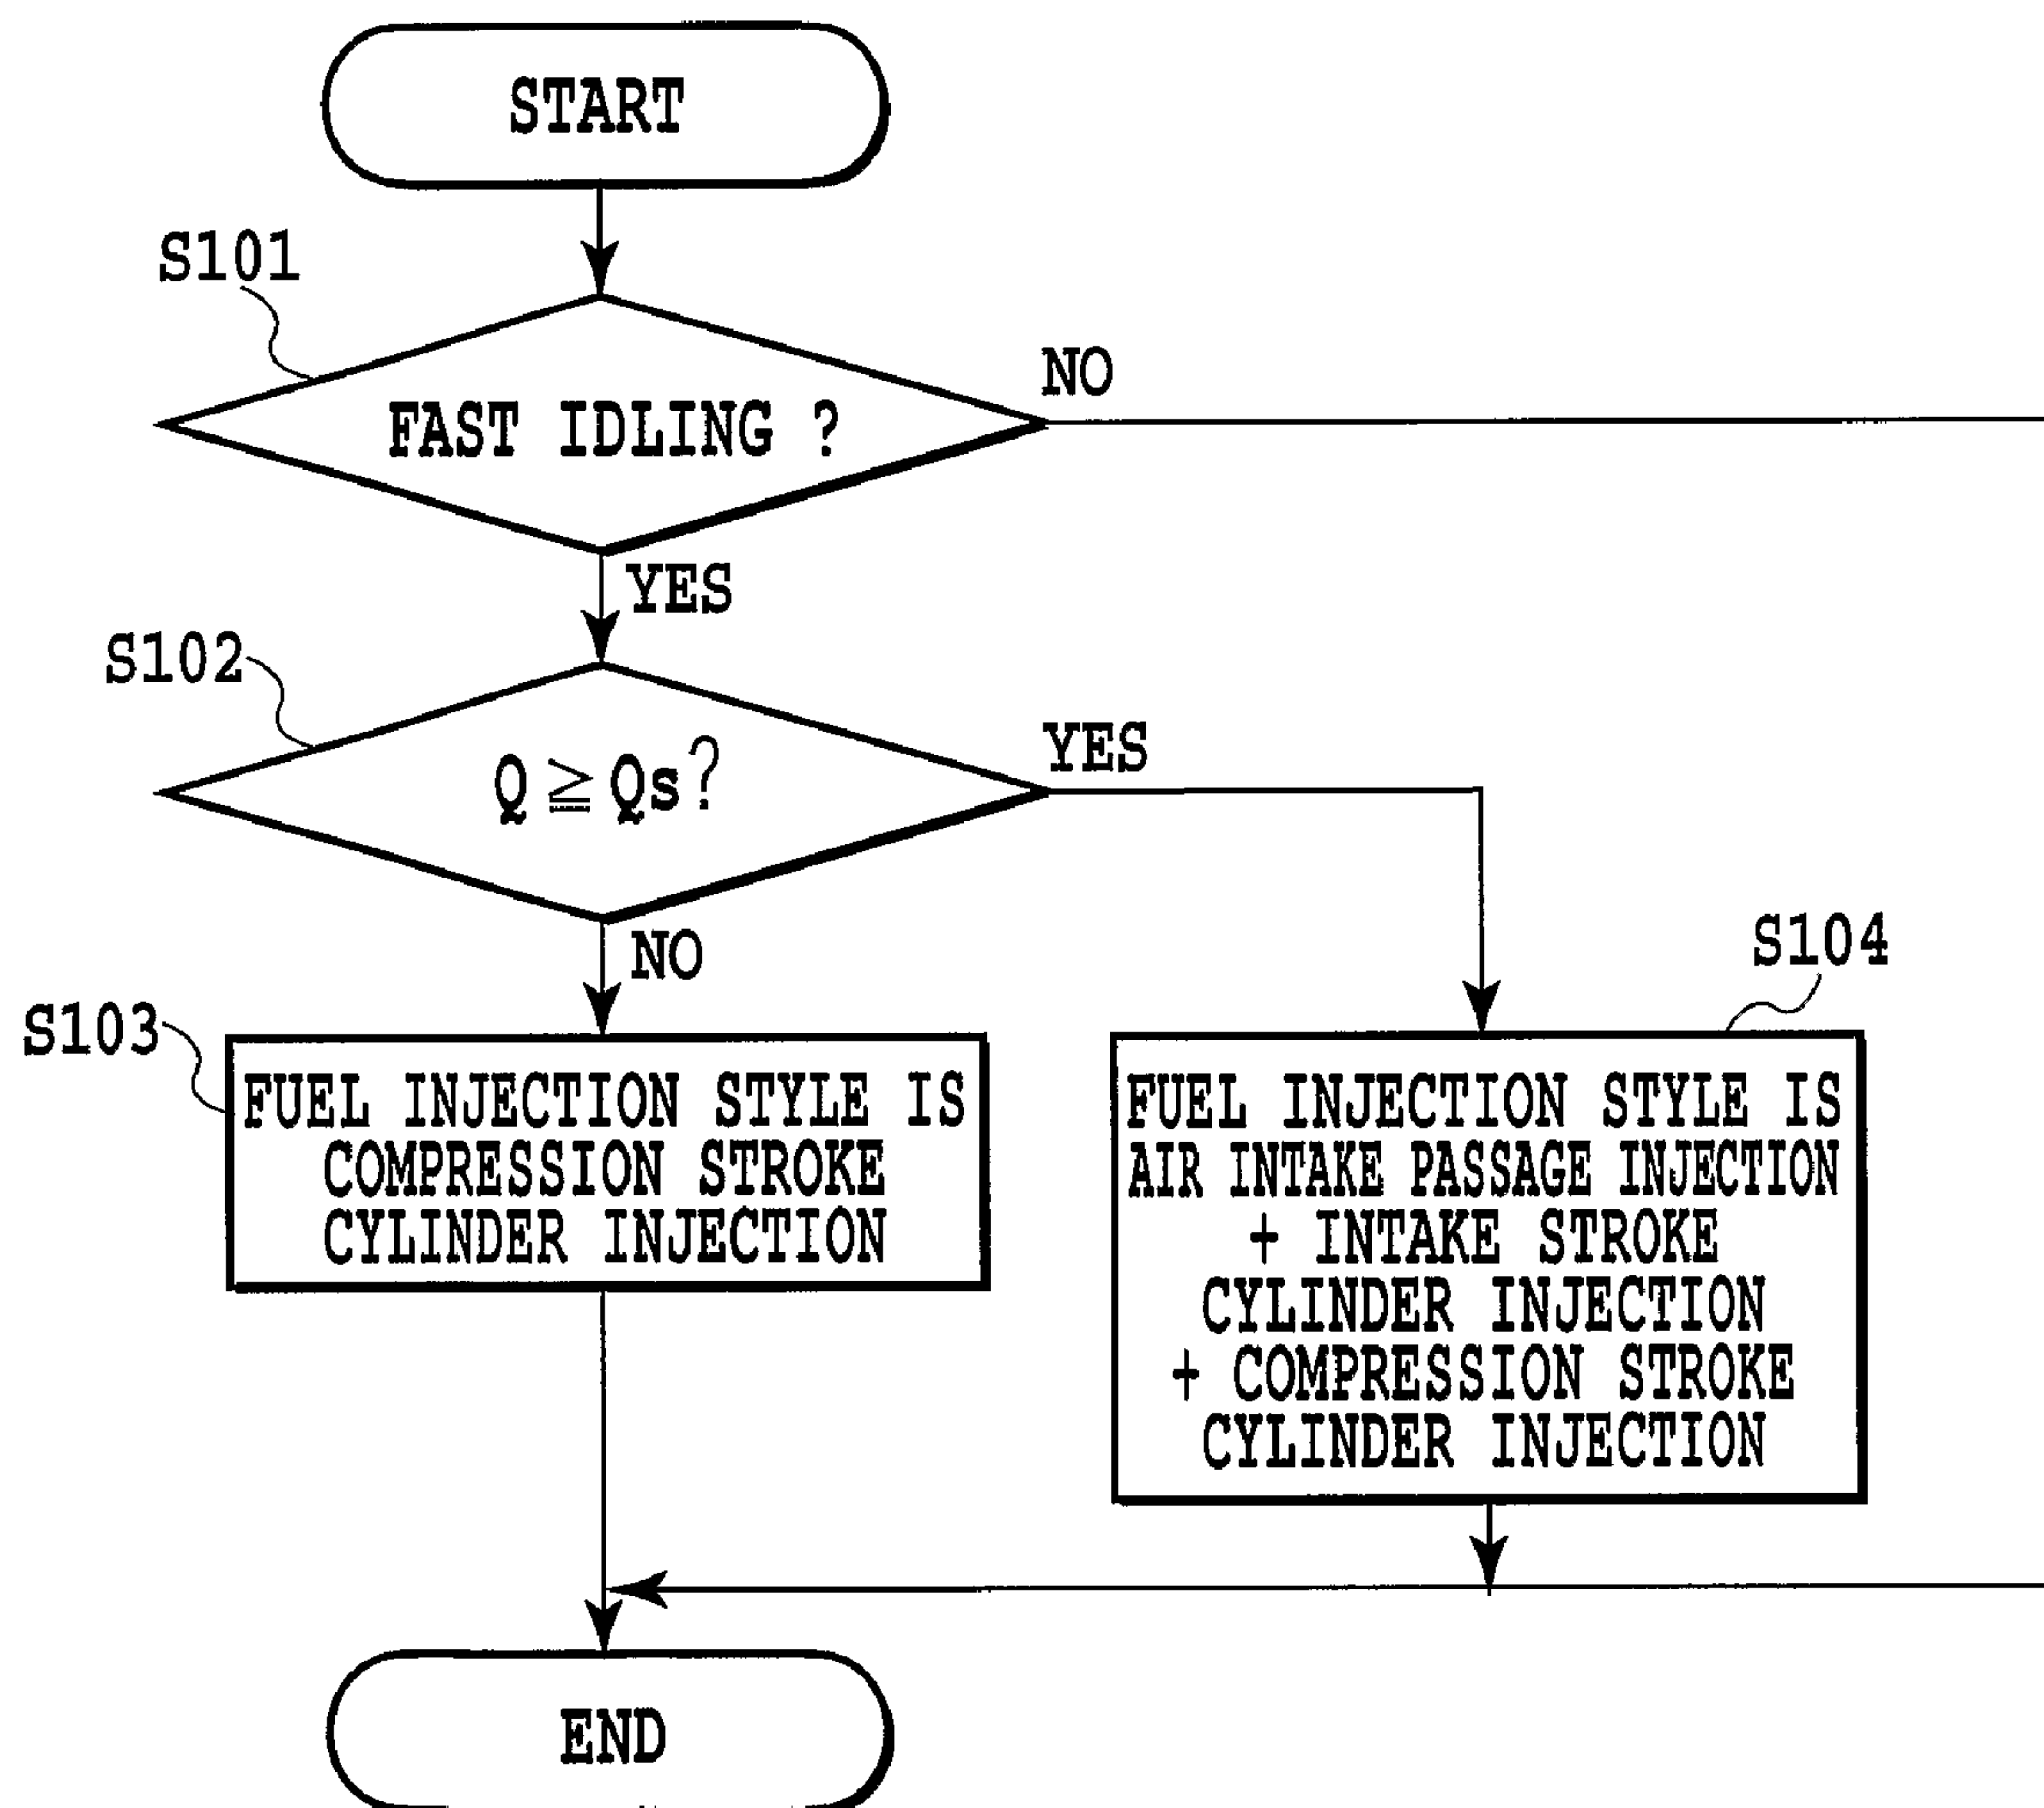 START
S101
NO
FAST IDLING ?
YES
S102
YES
Q ≧ Qs?
NO
S104
S103
FUEL INJECTION STYLE IS
COMPRESSION STROKE
CYLINDER INJECTION
FUEL INJECTION STYLE IS
AIR INTAKE PASSAGE INJECTION
+ INTAKE STROKE
CYLINDER INJECTION
+ COMPRESSION STROKE
CYLINDER INJECTION
END